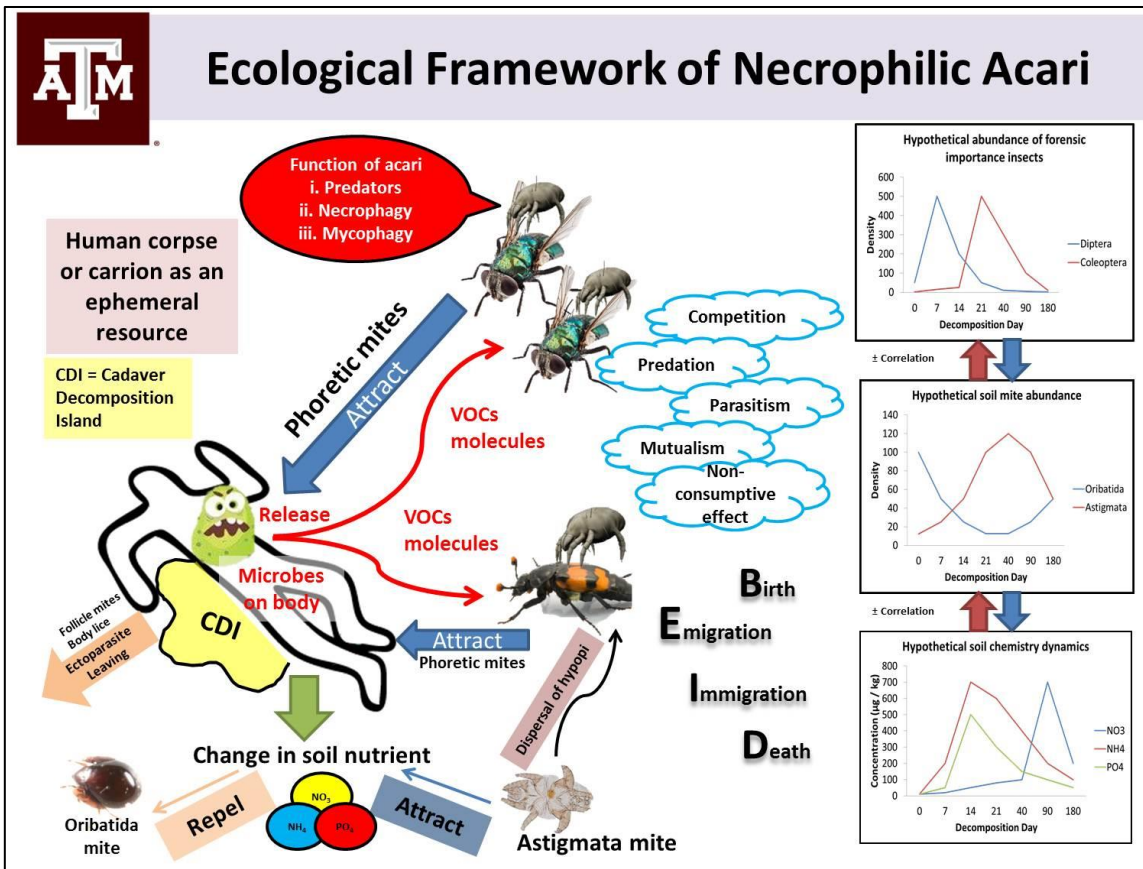 ATM
®
Ecological Framework of Necrophilic Acari
Function of acari
i. Predators
ii. Necrophagy
iii. Mycophagy
Human corpse
or carrion as an
ephemeral
resource
CDI = Cadaver
Decomposition
Island
Phoretic mites
Attract
VOCs
molecules
Release
VOCs
molecules
Microbes
on body
CDI
Follicle mites
Body lice
Ectoparasite
Leaving
Attract
Phoretic mites
Dispersal of hypopi
Change in soil nutrient
NO3
NH4
PO4
Repel
Attract
Oribatida
mite
Astigmata mite
Competition
Predation
Parasitism
Mutualism
Non-
consumptive
effect
Birth
Emigration
Immigration
Death
Hypothetical abundance of forensic
importance insects
600
500
400
300
200
100
0
Density
0 7 14 21 40 90 180
Decomposition Day
Diptera
Coleoptera
± Correlation
Hypothetical soil mite abundance
140
120
100
80
60
40
20
0
Density
0 7 14 21 40 90 180
Decomposition Day
Oribatida
Astigmata
± Correlation
Hypothetical soil chemistry dynamics
800
700
600
500
400
300
200
100
0
Concentration (µg / kg)
0 7 14 21 40 90 180
Decomposition Day
NO3
NH4
PO4